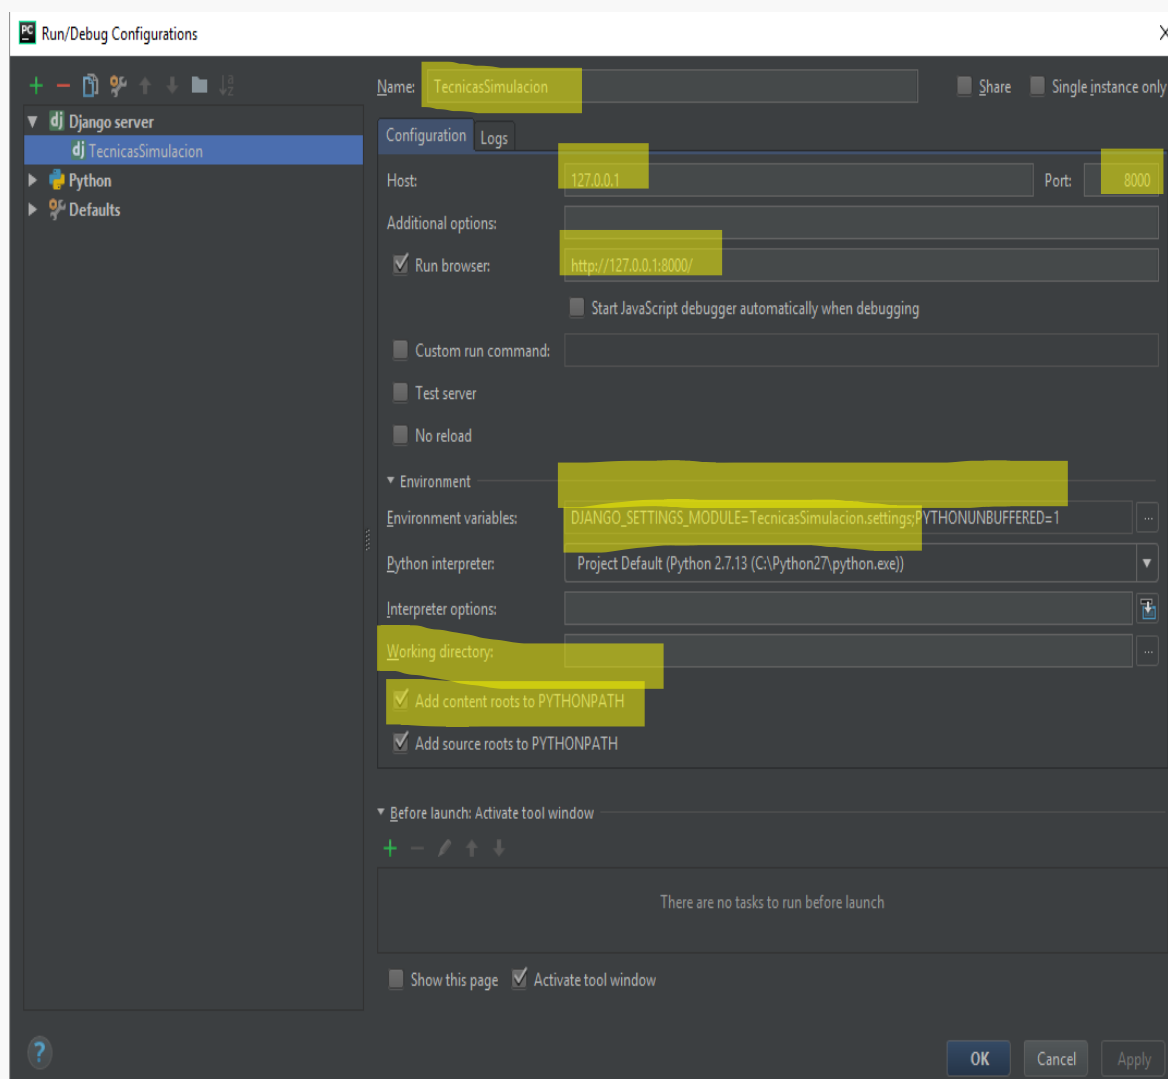 PC Run/Debug Configurations
Name: TecnicasSimulacion Share Single instance only
dj Django server
dj TecnicasSimulacion
Python
Defaults
Configuration Logs
Host: 127.0.0.1 Port: 8000
Additional options:
Run browser: http://127.0.0.1:8000/
Start JavaScript debugger automatically when debugging
Custom run command:
Test server
No reload
Environment
Environment variables: DJANGO_SETTINGS_MODULE=TecnicasSimulacion.settings;PYTHONUNBUFFERED=1 ...
Python interpreter: Project Default (Python 2.7.13 (C:\Python27\python.exe))
Interpreter options:
Working directory: ...
Add content roots to PYTHONPATH
Add source roots to PYTHONPATH
Before launch: Activate tool window
There are no tasks to run before launch
Show this page Activate tool window
? OK Cancel Apply